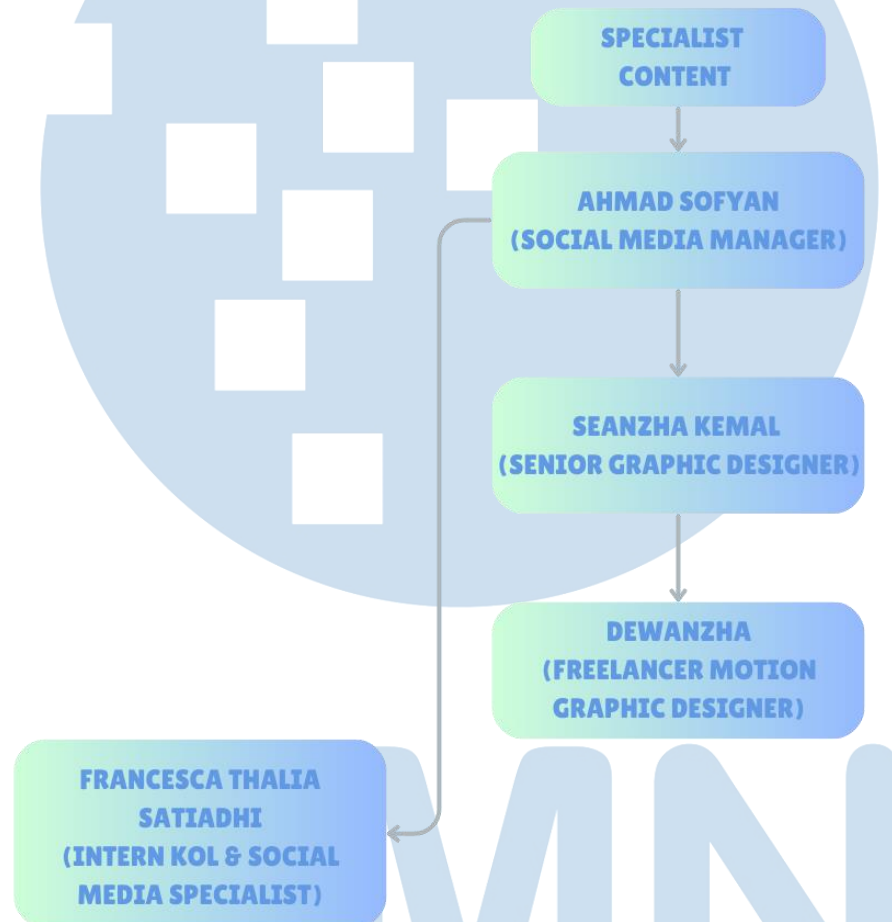 SPECIALIST
CONTENT
AHMAD SOFYAN
(SOCIAL MEDIA MANAGER)
SEANZHA KEMAL
(SENIOR GRAPHIC DESIGNER)
DEWANZHA
(FREELANCER MOTION
GRAPHIC DESIGNER)
FRANCESCA THALIA
SATIADHI
(INTERN KOL & SOCIAL
MEDIA SPECIALIST)